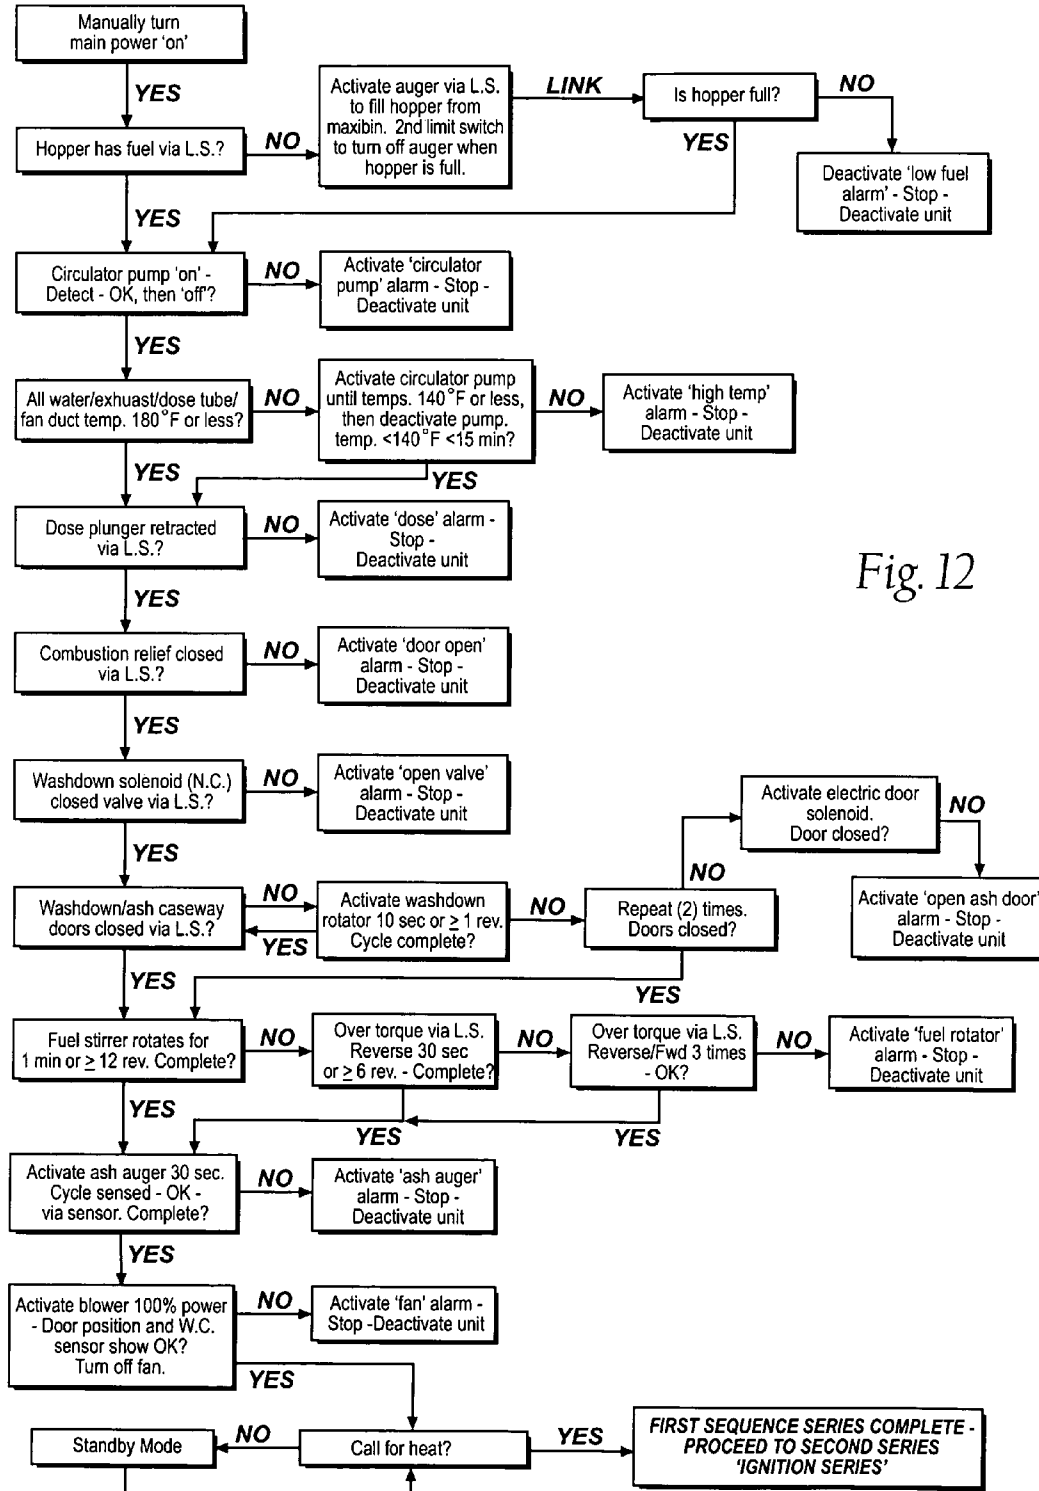 Manually turn
main power 'on'
YES
Hopper has fuel via L.S.?
NO
Activate auger via L.S.
to fill hopper from
maxibin. 2nd limit switch
to turn off auger when
hopper is full.
LINK
Is hopper full?
NO
YES
Deactivate 'low fuel
alarm' - Stop -
Deactivate unit
YES
Circulator pump 'on' -
Detect - OK, then 'off'?
NO
Activate 'circulator
pump' alarm - Stop -
Deactivate unit
YES
All water/exhuast/dose tube/
fan duct temp. 180°F or less?
NO
Activate circulator pump
until temps. 140°F or less,
then deactivate pump.
temp. <140°F <15 min?
NO
Activate 'high temp'
alarm - Stop -
Deactivate unit
YES
YES
Dose plunger retracted
via L.S.?
NO
Activate 'dose' alarm -
Stop -
Deactivate unit
Fig. 12
YES
Combustion relief closed
via L.S.?
NO
Activate 'door open'
alarm - Stop -
Deactivate unit
YES
Washdown solenoid (N.C.)
closed valve via L.S.?
NO
Activate 'open valve'
alarm - Stop -
Deactivate unit
Activate electric door
solenoid.
Door closed?
NO
YES
Washdown/ash caseway
doors closed via L.S.?
NO
YES
Activate washdown
rotator 10 sec or ≥ 1 rev.
Cycle complete?
NO
Repeat (2) times.
Doors closed?
NO
Activate 'open ash door'
alarm - Stop -
Deactivate unit
YES
YES
Fuel stirrer rotates for
1 min or ≥ 12 rev. Complete?
NO
Over torque via L.S.
Reverse 30 sec
or ≥ 6 rev. - Complete?
NO
Over torque via L.S.
Reverse/Fwd 3 times
- OK?
NO
Activate 'fuel rotator'
alarm - Stop -
Deactivate unit
YES
YES
YES
Activate ash auger 30 sec.
Cycle sensed - OK -
via sensor. Complete?
NO
Activate 'ash auger'
alarm - Stop -
Deactivate unit
YES
Activate blower 100% power
- Door position and W.C.
sensor show OK?
Turn off fan.
NO
Activate 'fan' alarm -
Stop -Deactivate unit
YES
Standby Mode
NO
Call for heat?
YES
FIRST SEQUENCE SERIES COMPLETE -
PROCEED TO SECOND SERIES
'IGNITION SERIES'